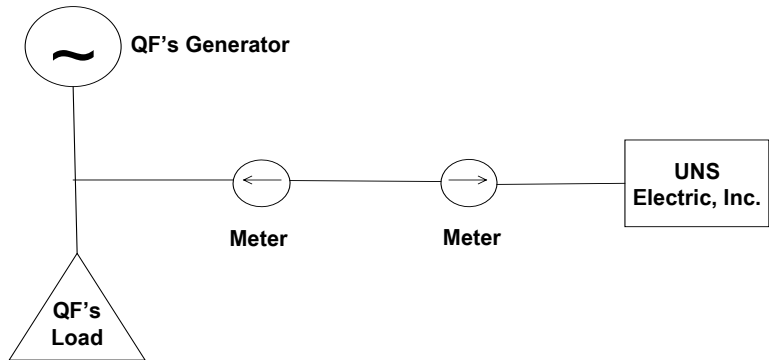 QF's Generator
~
UNS
Electric, Inc.
Meter
Meter
QF's
Load